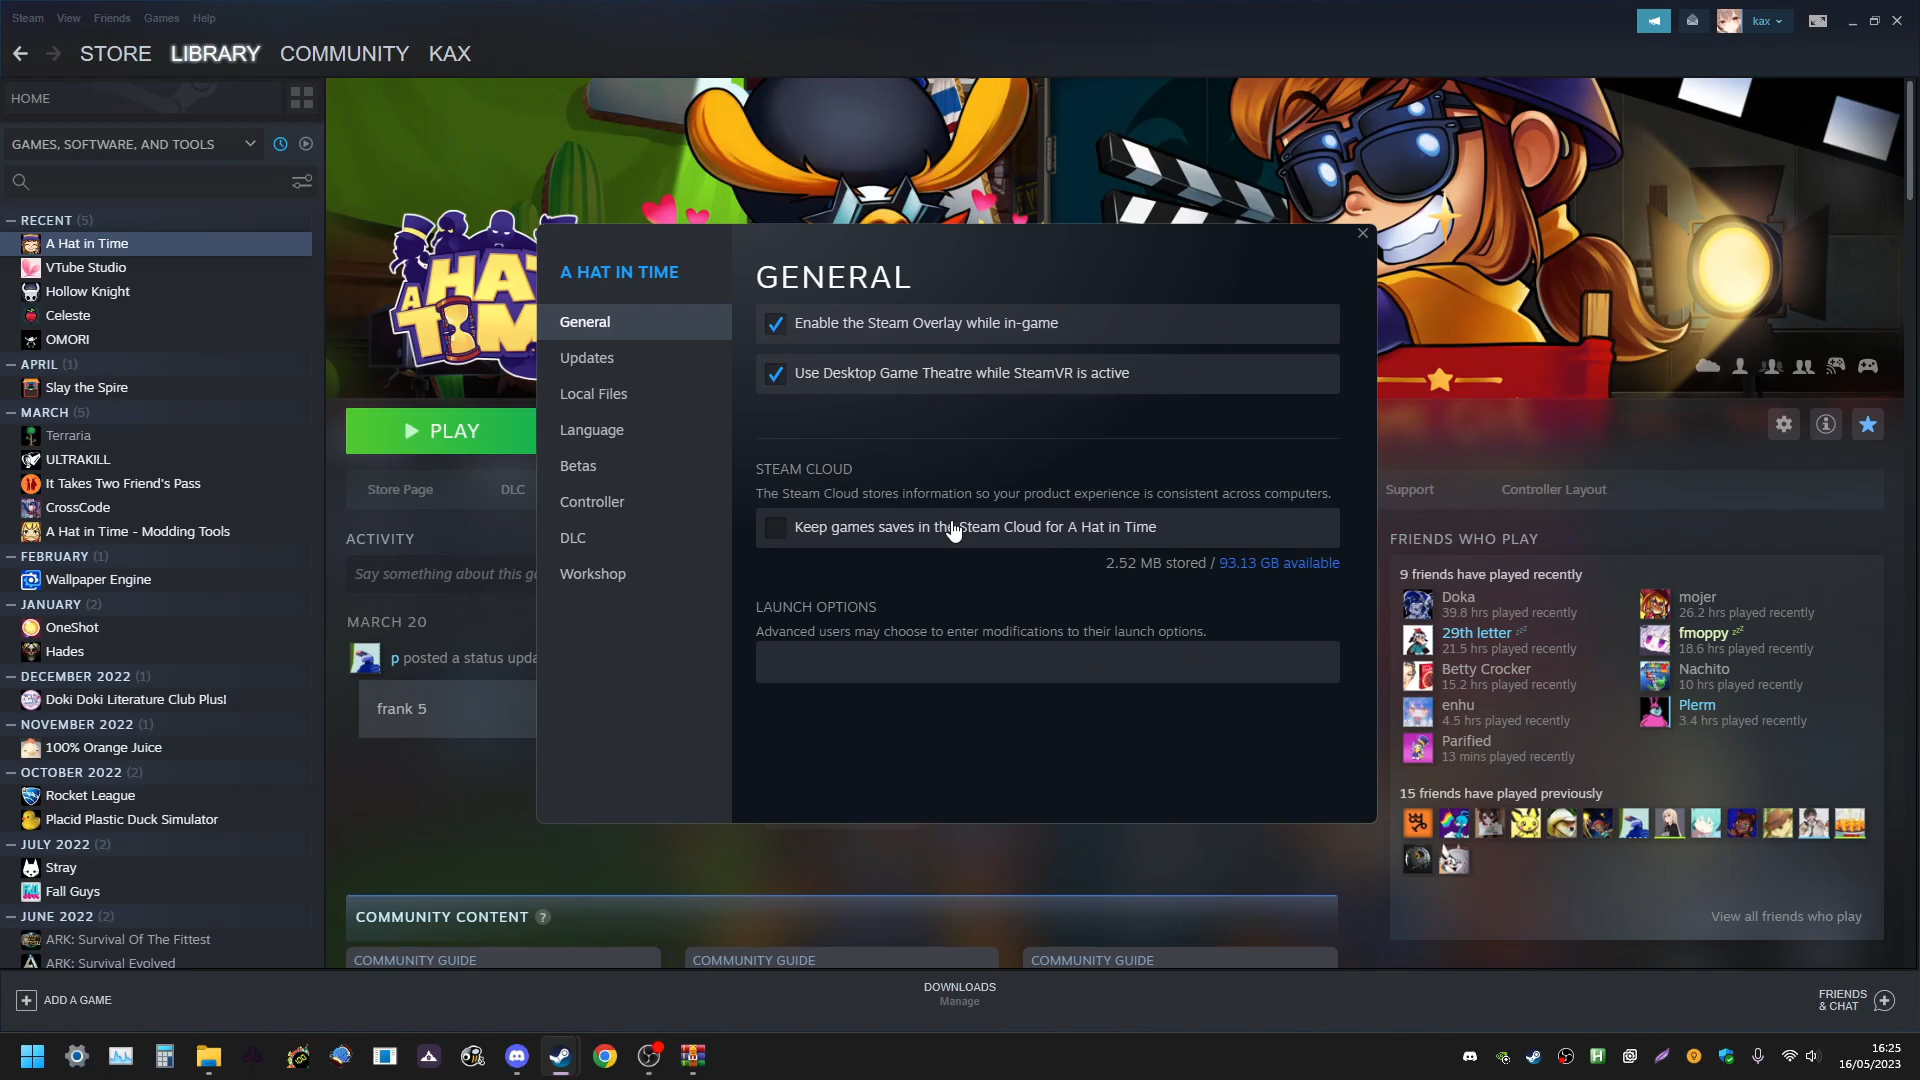 Steam View Friends Games Help
kax
STORE LIBRARY COMMUNITY KAX
HOME
GAMES, SOFTWARE, AND TOOLS
RECENT (5)
A Hat in Time
VTube Studio
Hollow Knight
Celeste
OMORI
APRIL (1)
Slay the Spire
MARCH (5)
Terraria
ULTRAKILL
It Takes Two Friend's Pass
CrossCode
A Hat in Time - Modding Tools
FEBRUARY (1)
Wallpaper Engine
JANUARY (2)
OneShot
Hades
DECEMBER 2022 (1)
Doki Doki Literature Club Plus!
NOVEMBER 2022 (1)
100% Orange Juice
OCTOBER 2022 (2)
Rocket League
Placid Plastic Duck Simulator
JULY 2022 (2)
Stray
Fall Guys
JUNE 2022 (2)
ARK: Survival Of The Fittest
ARK: Survival Evolved
ADD A GAME
PLAY
Store Page DLC
ACTIVITY
Say something about this ga
MARCH 20
p posted a status upda
frank 5
A HAT IN TIME
General
Updates
Local Files
Language
Betas
Controller
DLC
Workshop
GENERAL
Enable the Steam Overlay while in-game
Use Desktop Game Theatre while SteamVR is active
STEAM CLOUD
The Steam Cloud stores information so your product experience is consistent across computers.
Keep games saves in the Steam Cloud for A Hat in Time
2.52 MB stored / 93.13 GB available
LAUNCH OPTIONS
Advanced users may choose to enter modifications to their launch options.
Support Controller Layout
FRIENDS WHO PLAY
9 friends have played recently
Doka
39.8 hrs played recently
mojer
26.2 hrs played recently
29th letter zzz
21.5 hrs played recently
fmoppy zzz
18.6 hrs played recently
Betty Crocker
15.2 hrs played recently
Nachito
10 hrs played recently
enhu
4.5 hrs played recently
Plerm
3.4 hrs played recently
Parified
13 mins played recently
15 friends have played previously
View all friends who play
COMMUNITY CONTENT ?
COMMUNITY GUIDE
COMMUNITY GUIDE
COMMUNITY GUIDE
DOWNLOADS
Manage
FRIENDS
& CHAT
16:25
16/05/2023